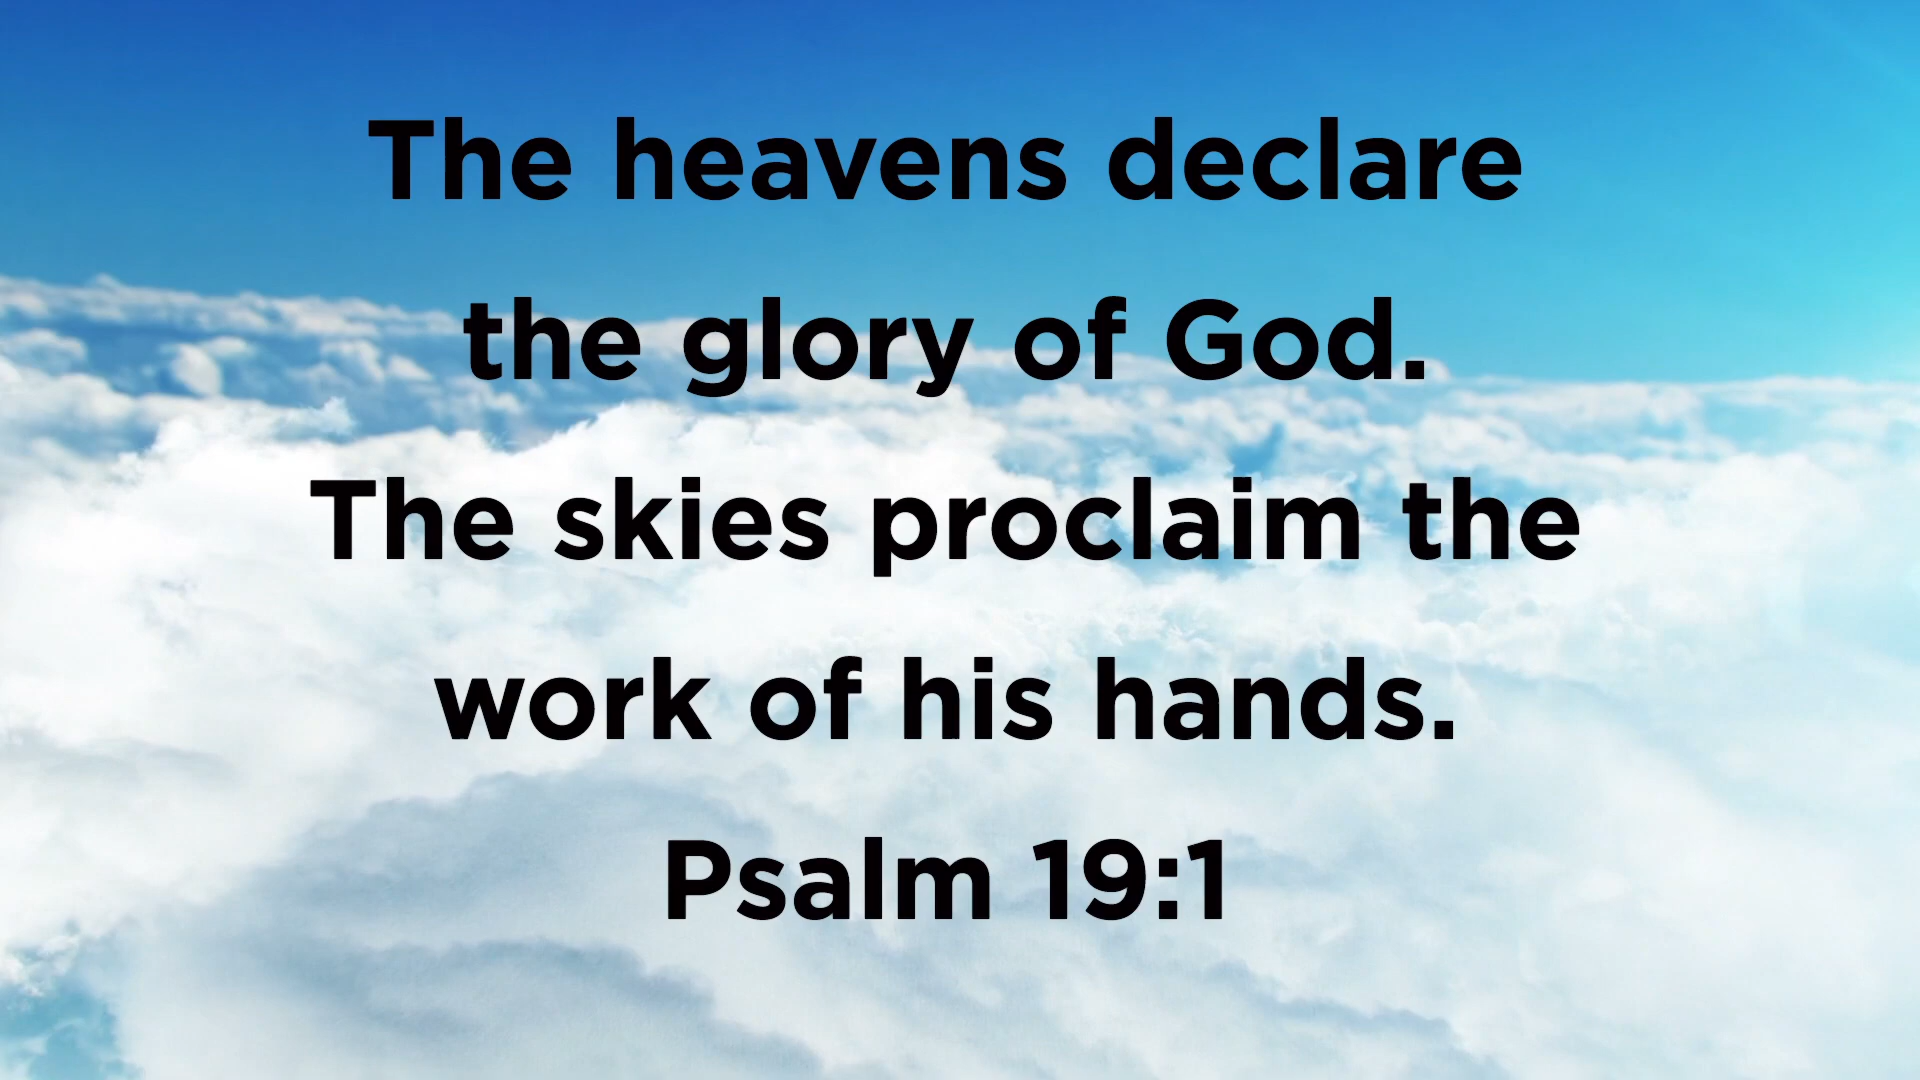 The heavens declare
the glory of God.
The skies proclaim the
work of his hands.
Psalm 19:1